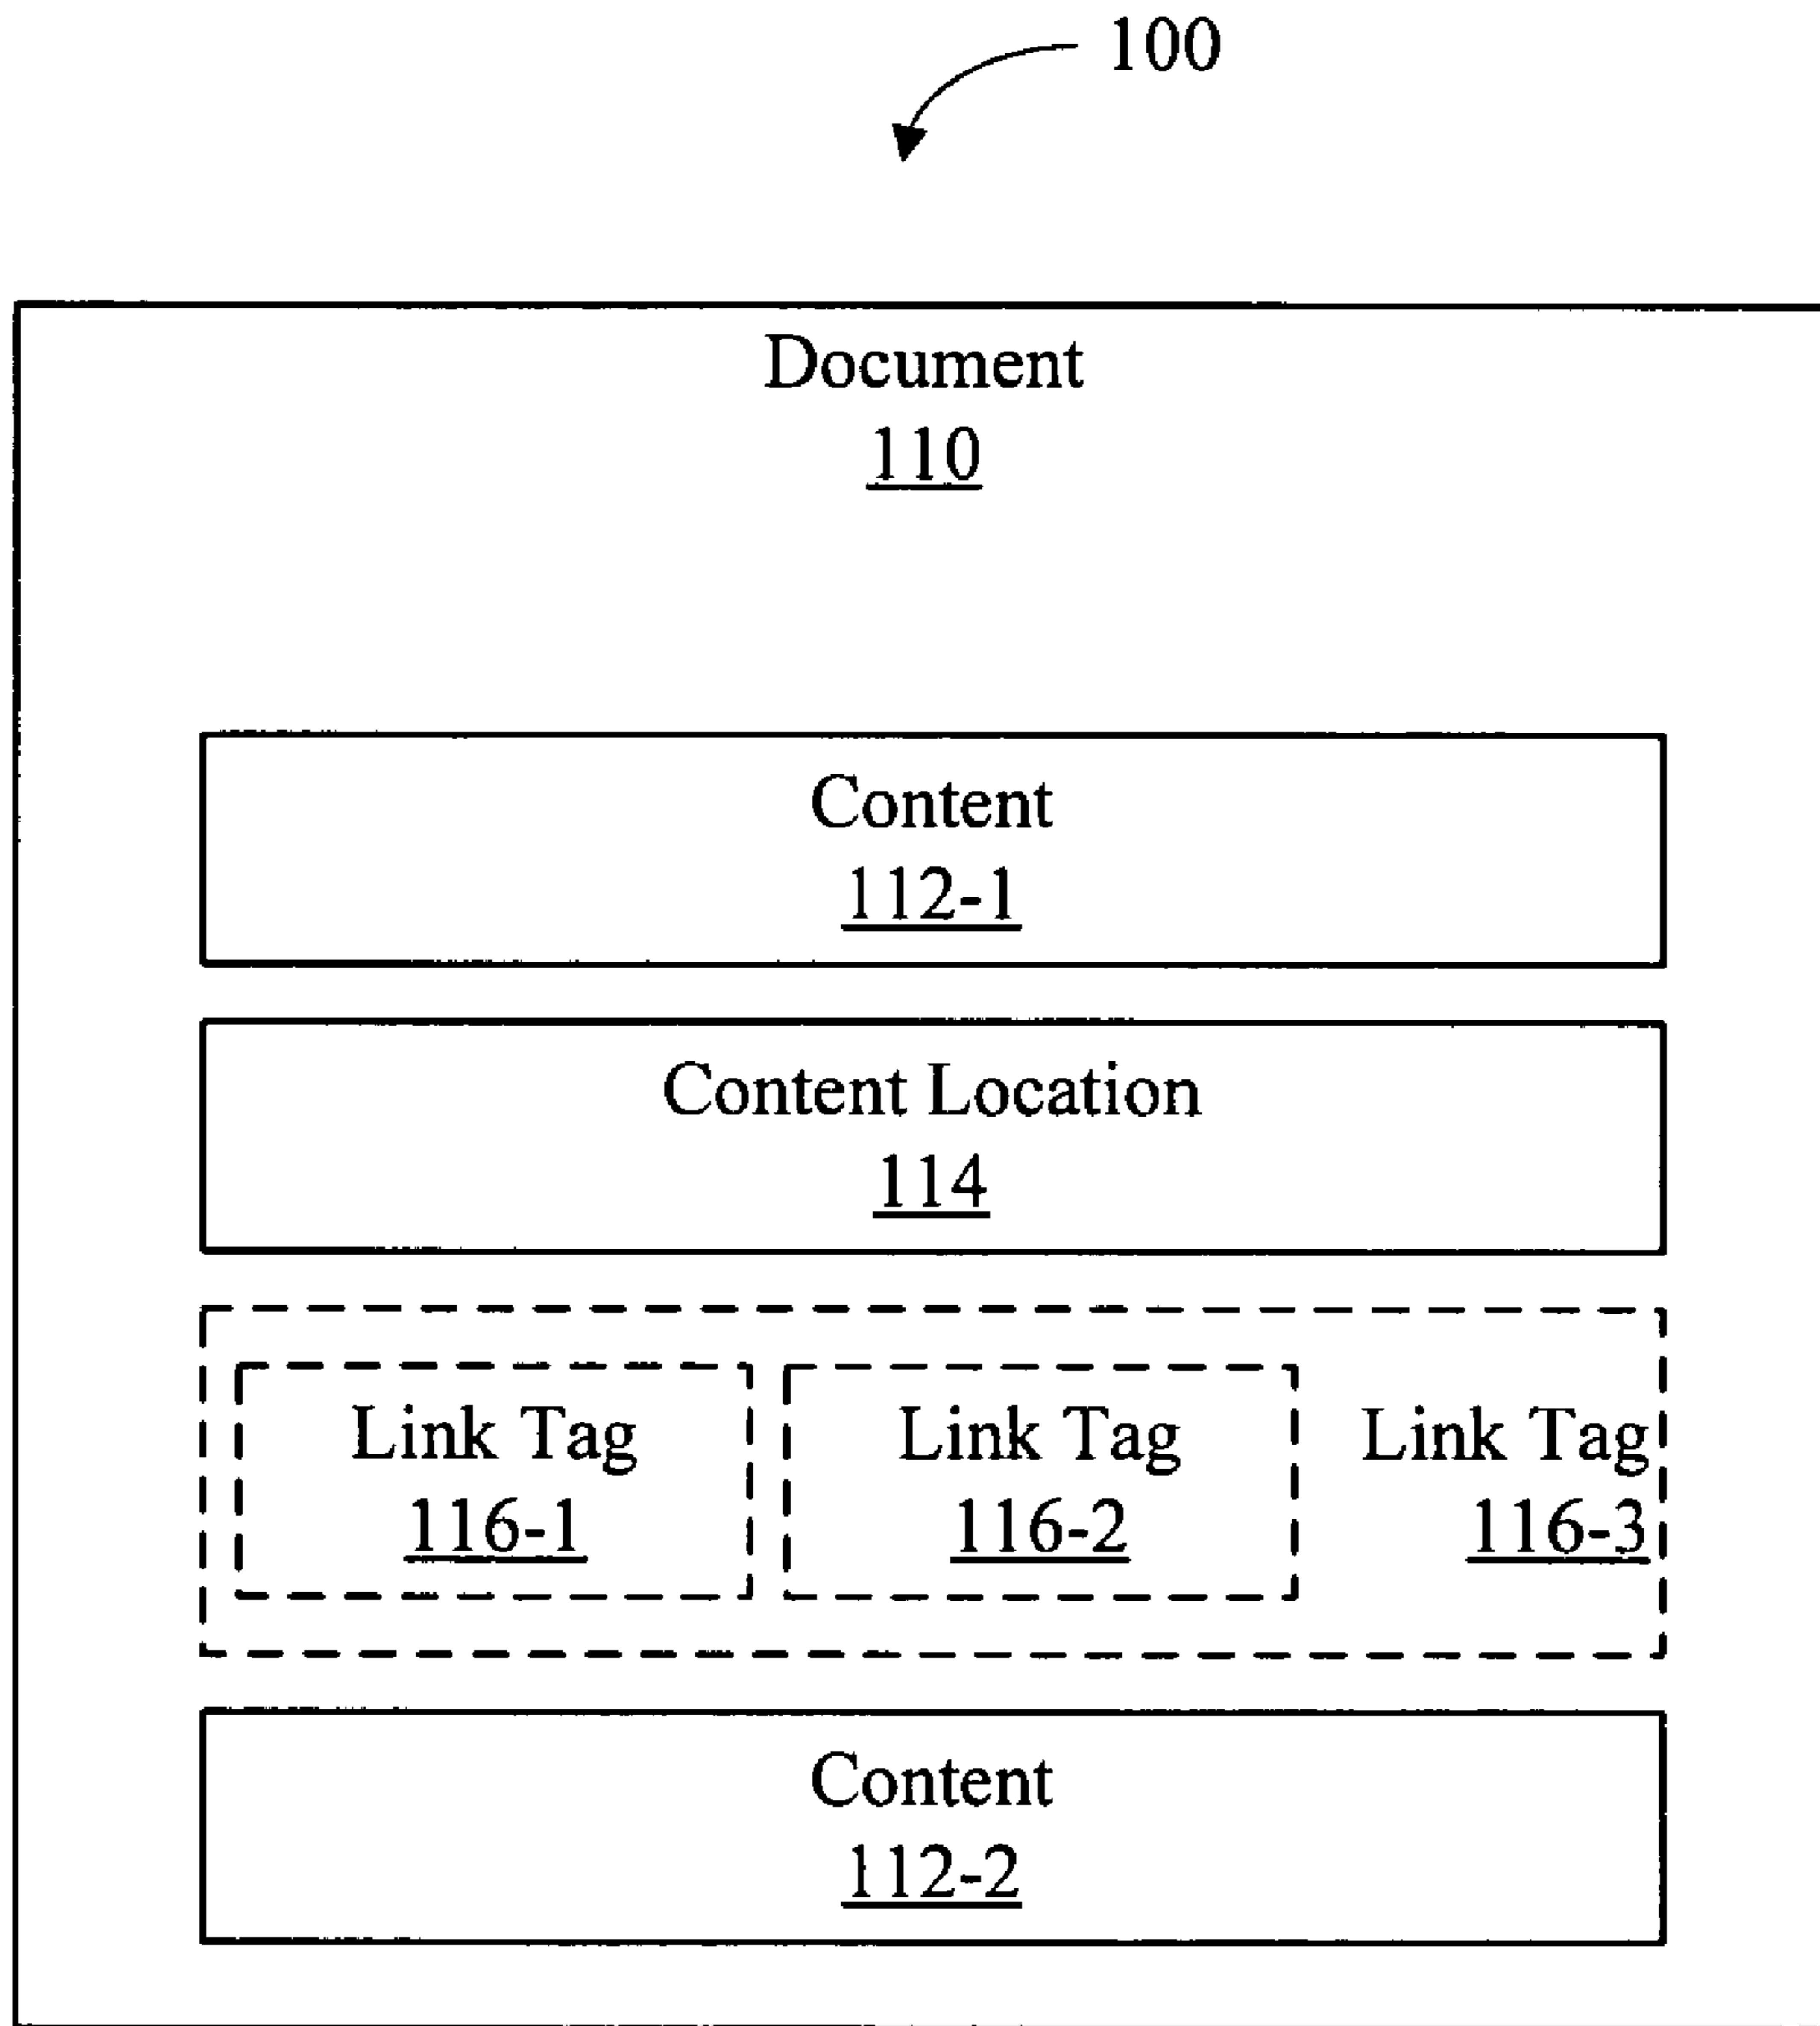 100
Document
110
Content
112-1
Content Location
114
Link Tag
116-1
Link Tag
116-2
Link Tag
116-3
Content
112-2